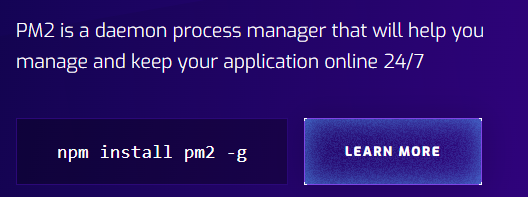 PM2 is a daemon process manager that will help you
manage and keep your application online 24/7
npm install pm2 -g
LEARN MORE